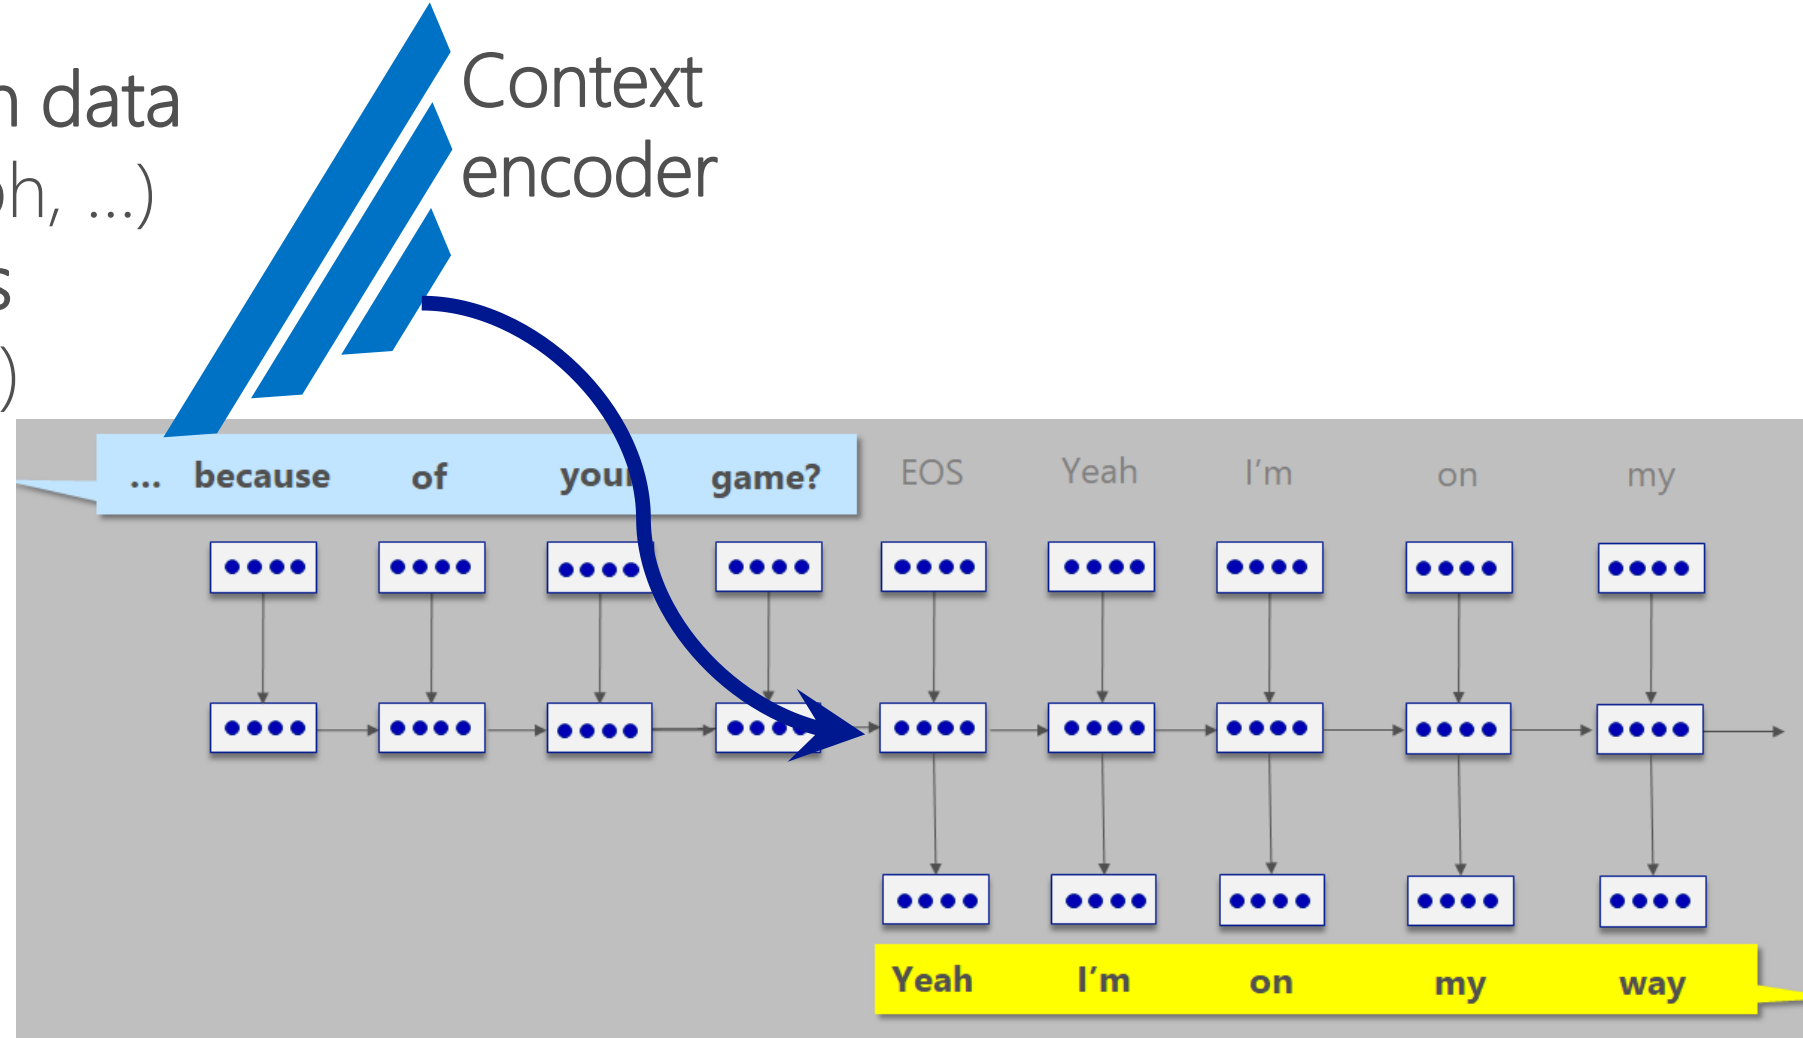 data
Context
encoder
...)
... because of your game? EOS Yeah I'm on my
Yeah I'm on my way